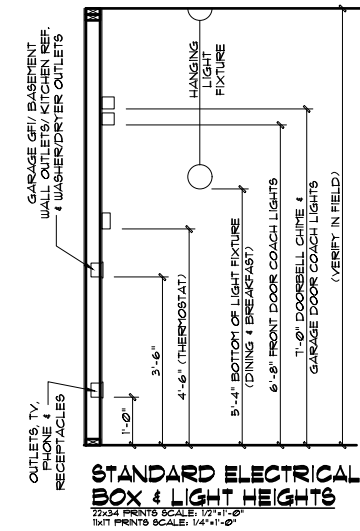 GARAGE GFI/ BASEMENT
WALL OUTLETS/ KITCHEN REF.
& WASHER/DRYER OUTLETS
OUTLETS, TV,
PHONE &
RECEPTACLES
1'-0"
3'-6"
4'-6" (THERMOSTAT)
HANGING
LIGHT
FIXTURE
5'-4" BOTTOM OF LIGHT FIXTURE
(DINING & BREAKFAST)
6'-8" FRONT DOOR COACH LIGHTS
7'-0" DOORBELL CHIME &
GARAGE DOOR COACH LIGHTS
(VERIFY IN FIELD)
STANDARD ELECTRICAL
BOX & LIGHT HEIGHTS
22x34 PRINTS SCALE: 1/2"=1'-0"
11x17 PRINTS SCALE: 1/4"=1'-0"